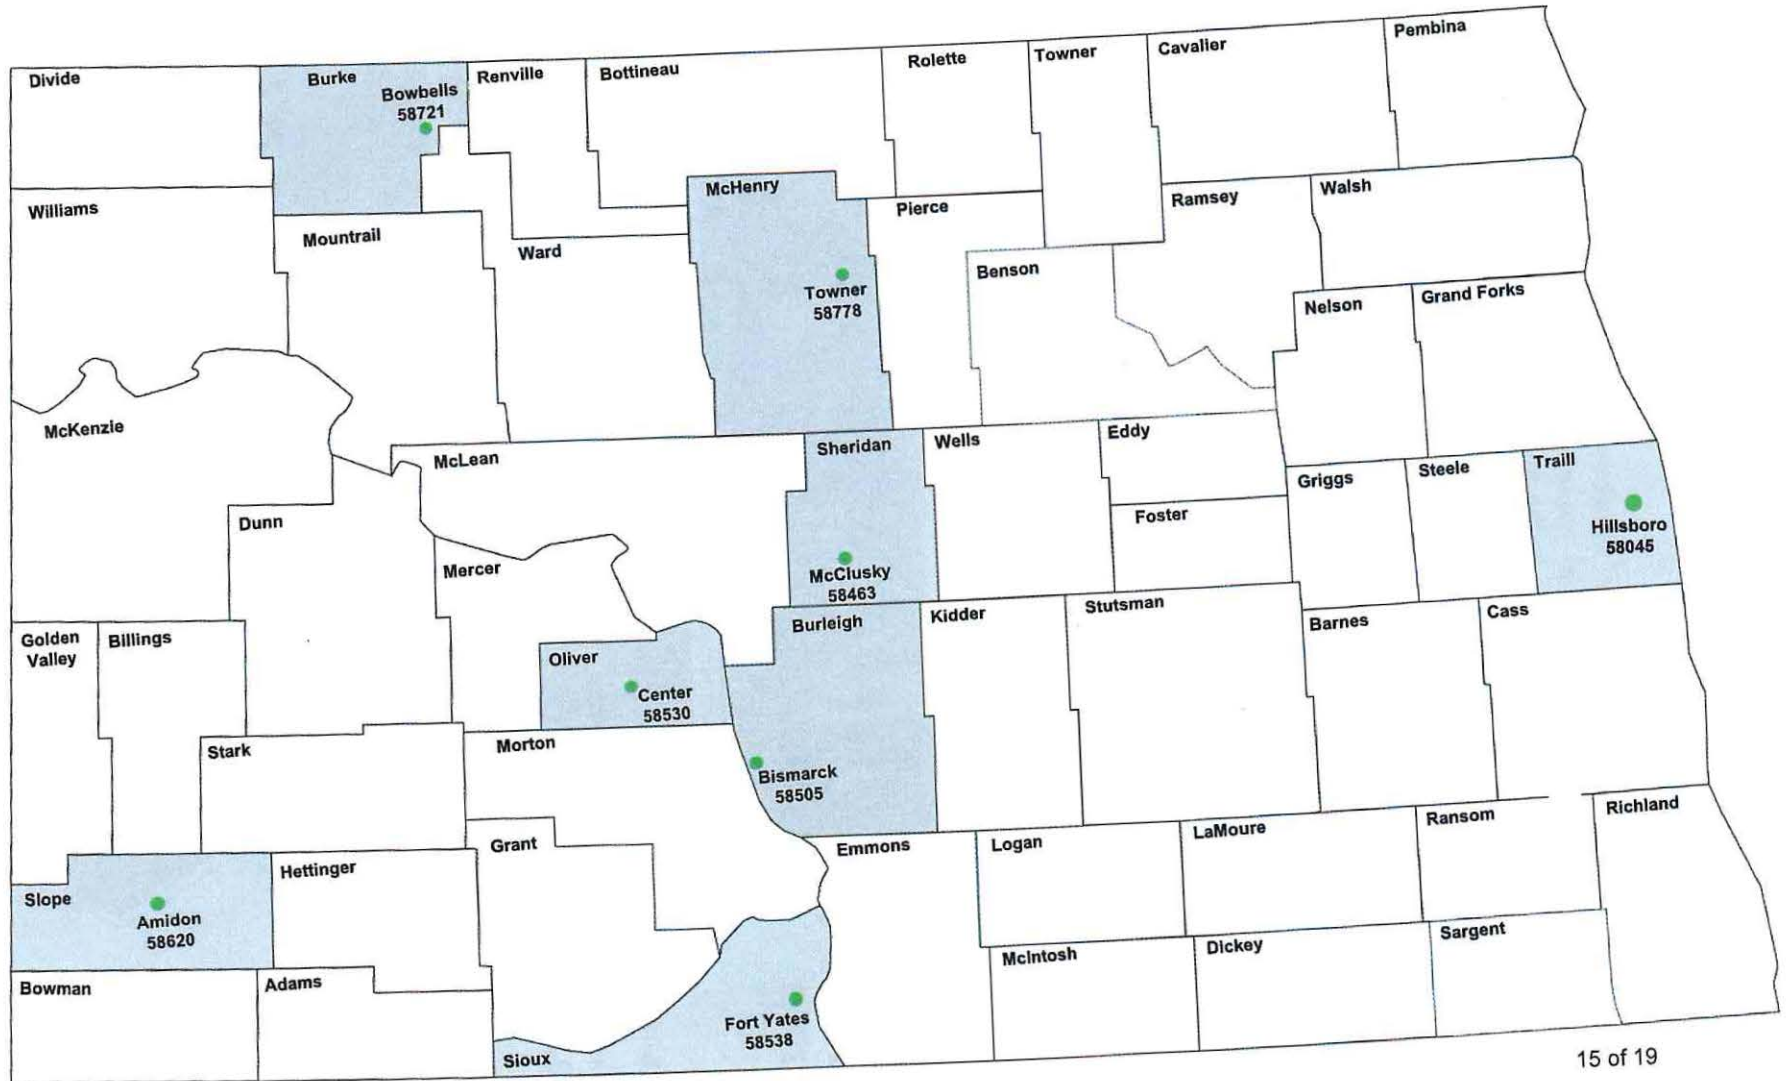 Divide
Burke
Bowbells
58721
Renville
Bottineau
Rolette
Towner
Cavalier
Pembina
Williams
Mountrail
Ward
McHenry
Towner
58778
Pierce
Benson
Ramsey
Walsh
Nelson
Grand Forks
McKenzie
Dunn
McLean
Mercer
Sheridan
McClusky
58463
Wells
Eddy
Foster
Griggs
Steele
Traill
Hillsboro
58045
Golden
Valley
Billings
Stark
Oliver
Center
58530
Morton
Burleigh
Bismarck
58505
Kidder
Stutsman
Barnes
Cass
Slope
Amidon
58620
Hettinger
Grant
Emmons
Logan
LaMoure
Ransom
Richland
Bowman
Adams
Sioux
Fort Yates
58538
McIntosh
Dickey
Sargent
15 of 19